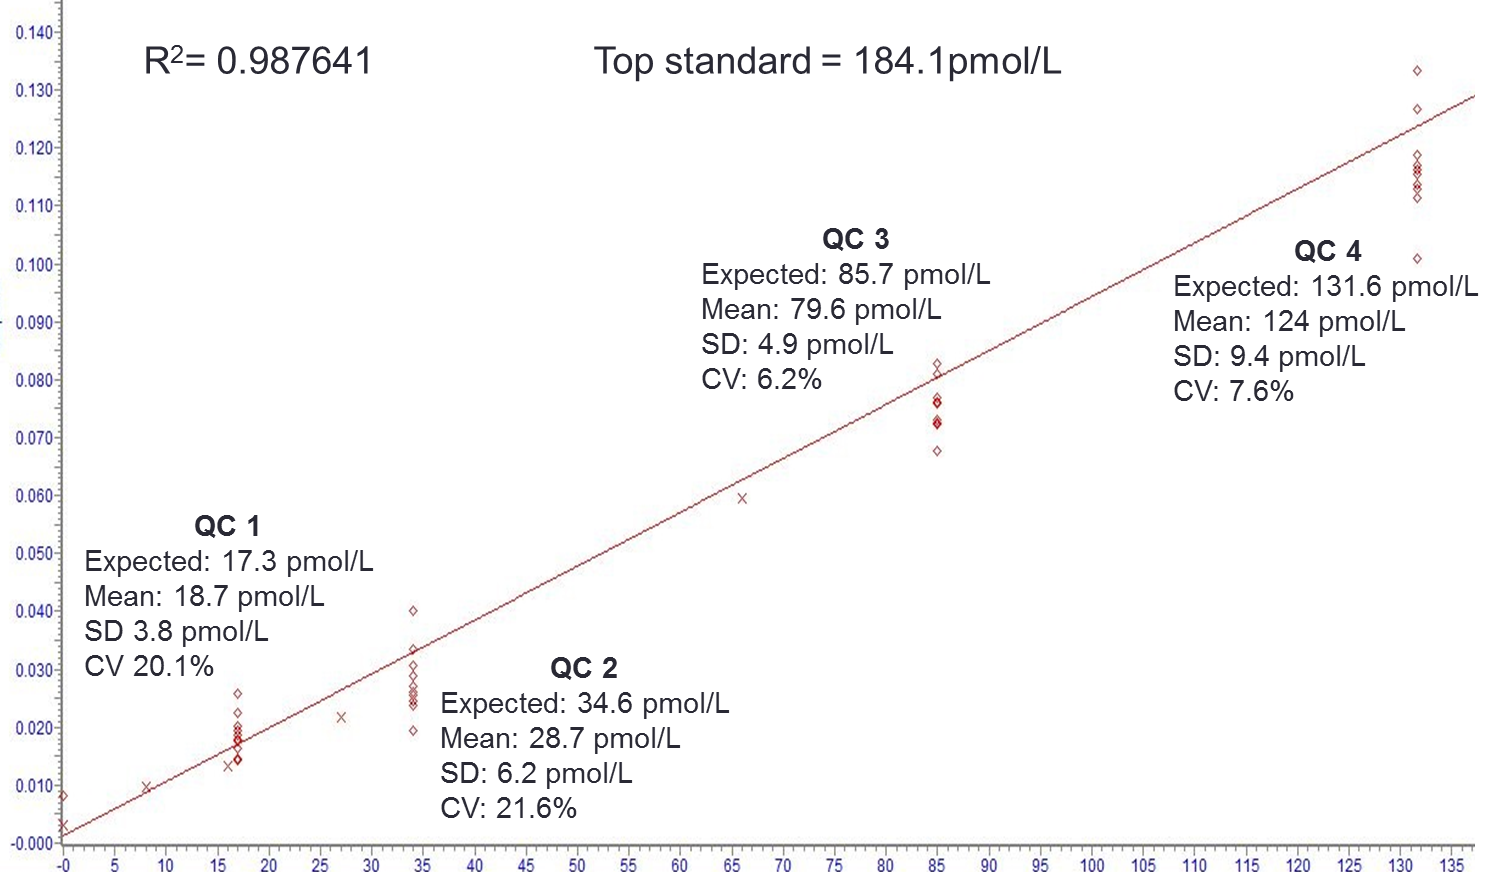 R²= 0.987641
Top standard = 184.1pmol/L
QC 1
Expected: 17.3 pmol/L
Mean: 18.7 pmol/L
SD 3.8 pmol/L
CV 20.1%
QC 2
Expected: 34.6 pmol/L
Mean: 28.7 pmol/L
SD: 6.2 pmol/L
CV: 21.6%
QC 3
Expected: 85.7 pmol/L
Mean: 79.6 pmol/L
SD: 4.9 pmol/L
CV: 6.2%
QC 4
Expected: 131.6 pmol/L
Mean: 124 pmol/L
SD: 9.4 pmol/L
CV: 7.6%
0.140
0.130
0.120
0.110
0.100
0.090
0.080
0.070
0.060
0.050
0.040
0.030
0.020
0.010
-0.000
-0 5 10 15 20 25 30 35 40 45 50 55 60 65 70 75 80 85 90 95 100 105 110 115 120 125 130 135